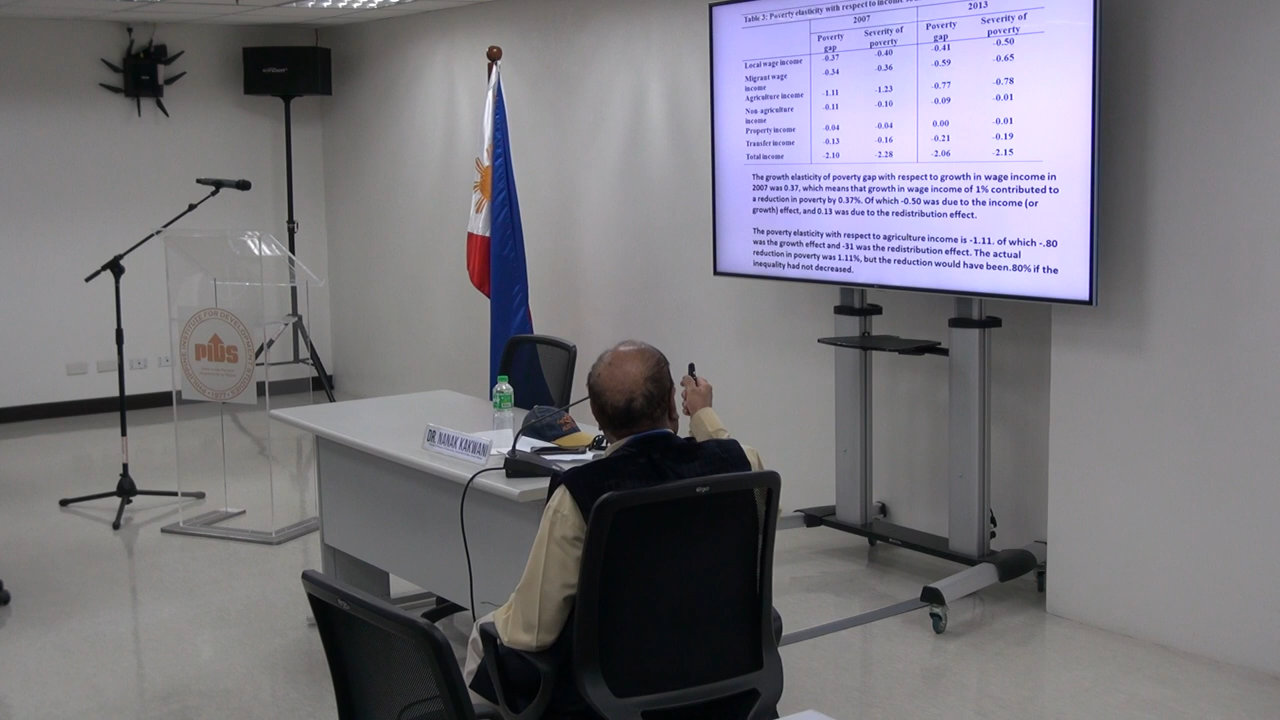 Table 3: Poverty elasticity with respect to income
2007 2013
Poverty gap Severity of poverty Poverty gap Severity of poverty
Local wage income -0.37 -0.40 -0.41 -0.50
Migrant wage income -0.34 -0.36 -0.59 -0.65
Agriculture income -1.11 -1.23 -0.77 -0.78
Non-agriculture income -0.11 -0.10 -0.09 -0.01
Property income -0.04 -0.04 0.00 -0.01
Transfer income -0.13 -0.16 -0.21 -0.19
Total income -2.10 -2.28 -2.06 -2.15
The growth elasticity of poverty gap with respect to growth in wage income in
2007 was 0.37, which means that growth in wage income of 1% contributed to
a reduction in poverty by 0.37%. Of which -0.50 was due to the income (or
growth) effect, and 0.13 was due to the redistribution effect.
The poverty elasticity with respect to agriculture income is -1.11. of which -.80
was the growth effect and -31 was the redistribution effect. The actual
reduction in poverty was 1.11%, but the reduction would have been.80% if the
inequality had not decreased.
PHILIPPINE INSTITUTE FOR DEVELOPMENT STUDIES
PIDS
1977
DR. NANAK KAKWANI